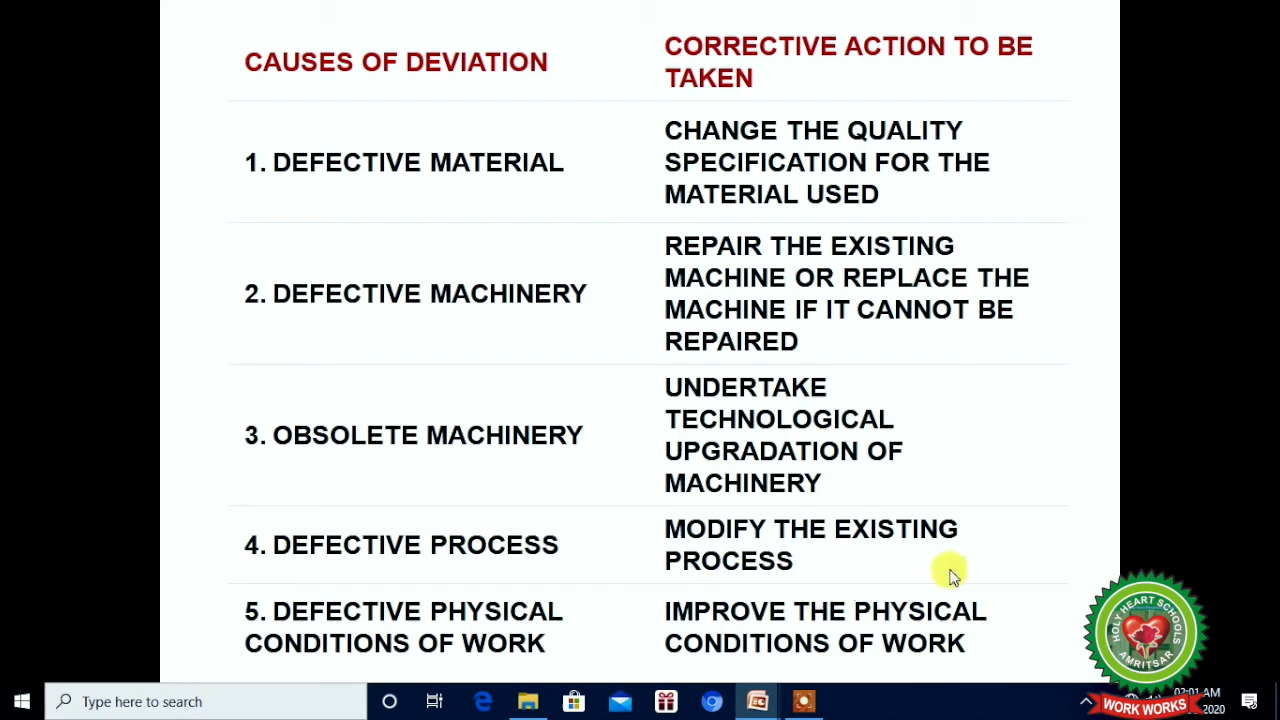 CAUSES OF DEVIATION
CORRECTIVE ACTION TO BE
TAKEN
1. DEFECTIVE MATERIAL
CHANGE THE QUALITY
SPECIFICATION FOR THE
MATERIAL USED
2. DEFECTIVE MACHINERY
REPAIR THE EXISTING
MACHINE OR REPLACE THE
MACHINE IF IT CANNOT BE
REPAIRED
3. OBSOLETE MACHINERY
UNDERTAKE
TECHNOLOGICAL
UPGRADATION OF
MACHINERY
4. DEFECTIVE PROCESS
MODIFY THE EXISTING
PROCESS
5. DEFECTIVE PHYSICAL
CONDITIONS OF WORK
IMPROVE THE PHYSICAL
CONDITIONS OF WORK
HOLY HEART SCHOOLS
AMRITSAR
WORK WORKS
Type here to search
02:01 AM
2020